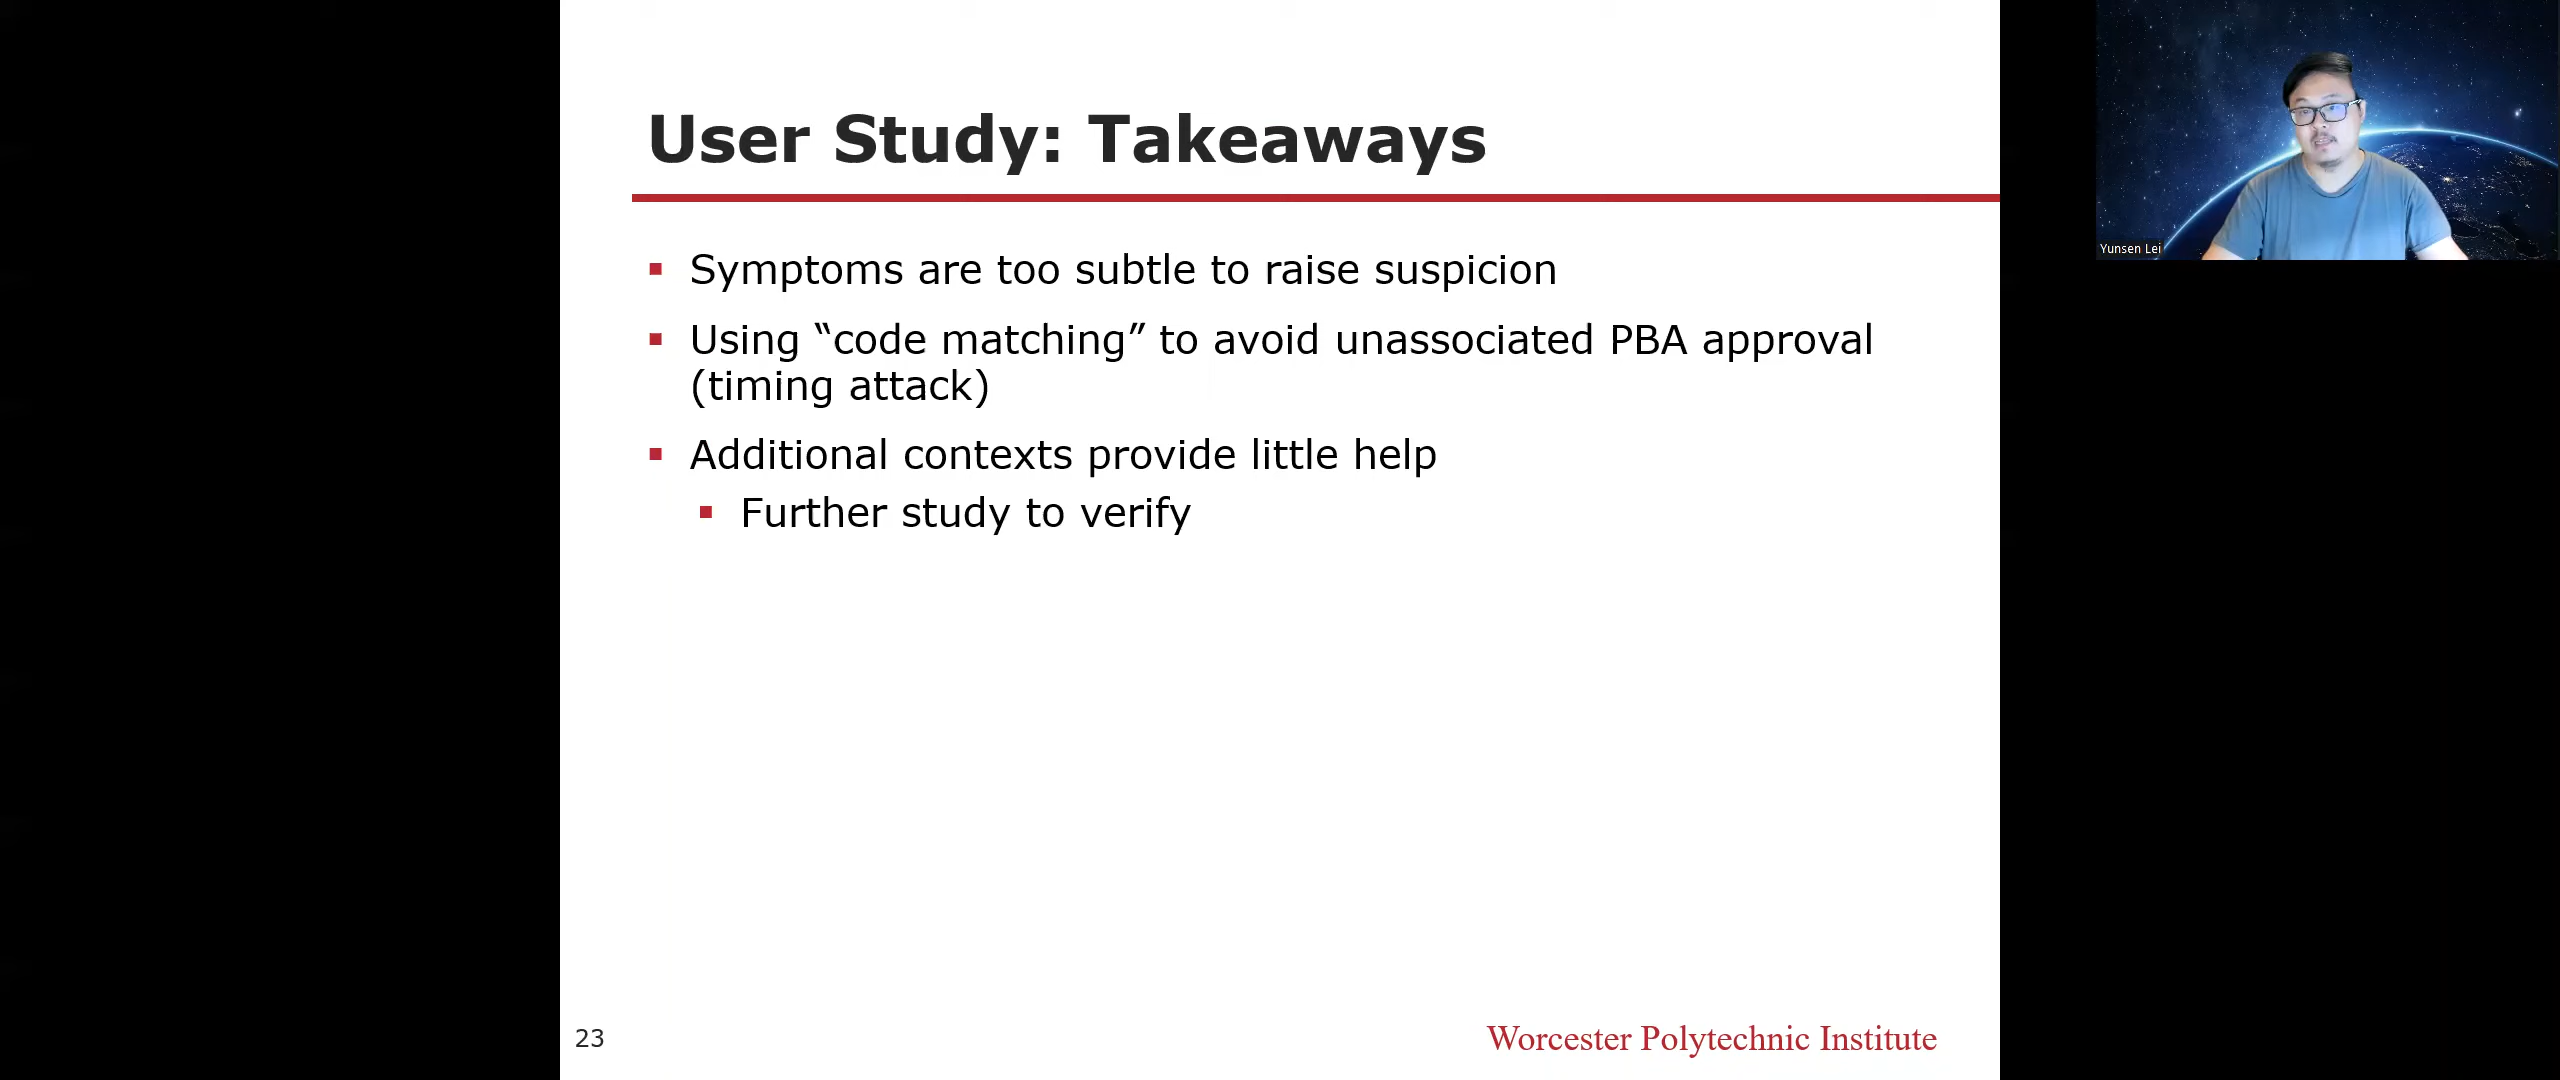 User Study: Takeaways
Symptoms are too subtle to raise suspicion
Using “code matching” to avoid unassociated PBA approval
(timing attack)
Additional contexts provide little help
Further study to verify
23
Worcester Polytechnic Institute
Yunsen Lei